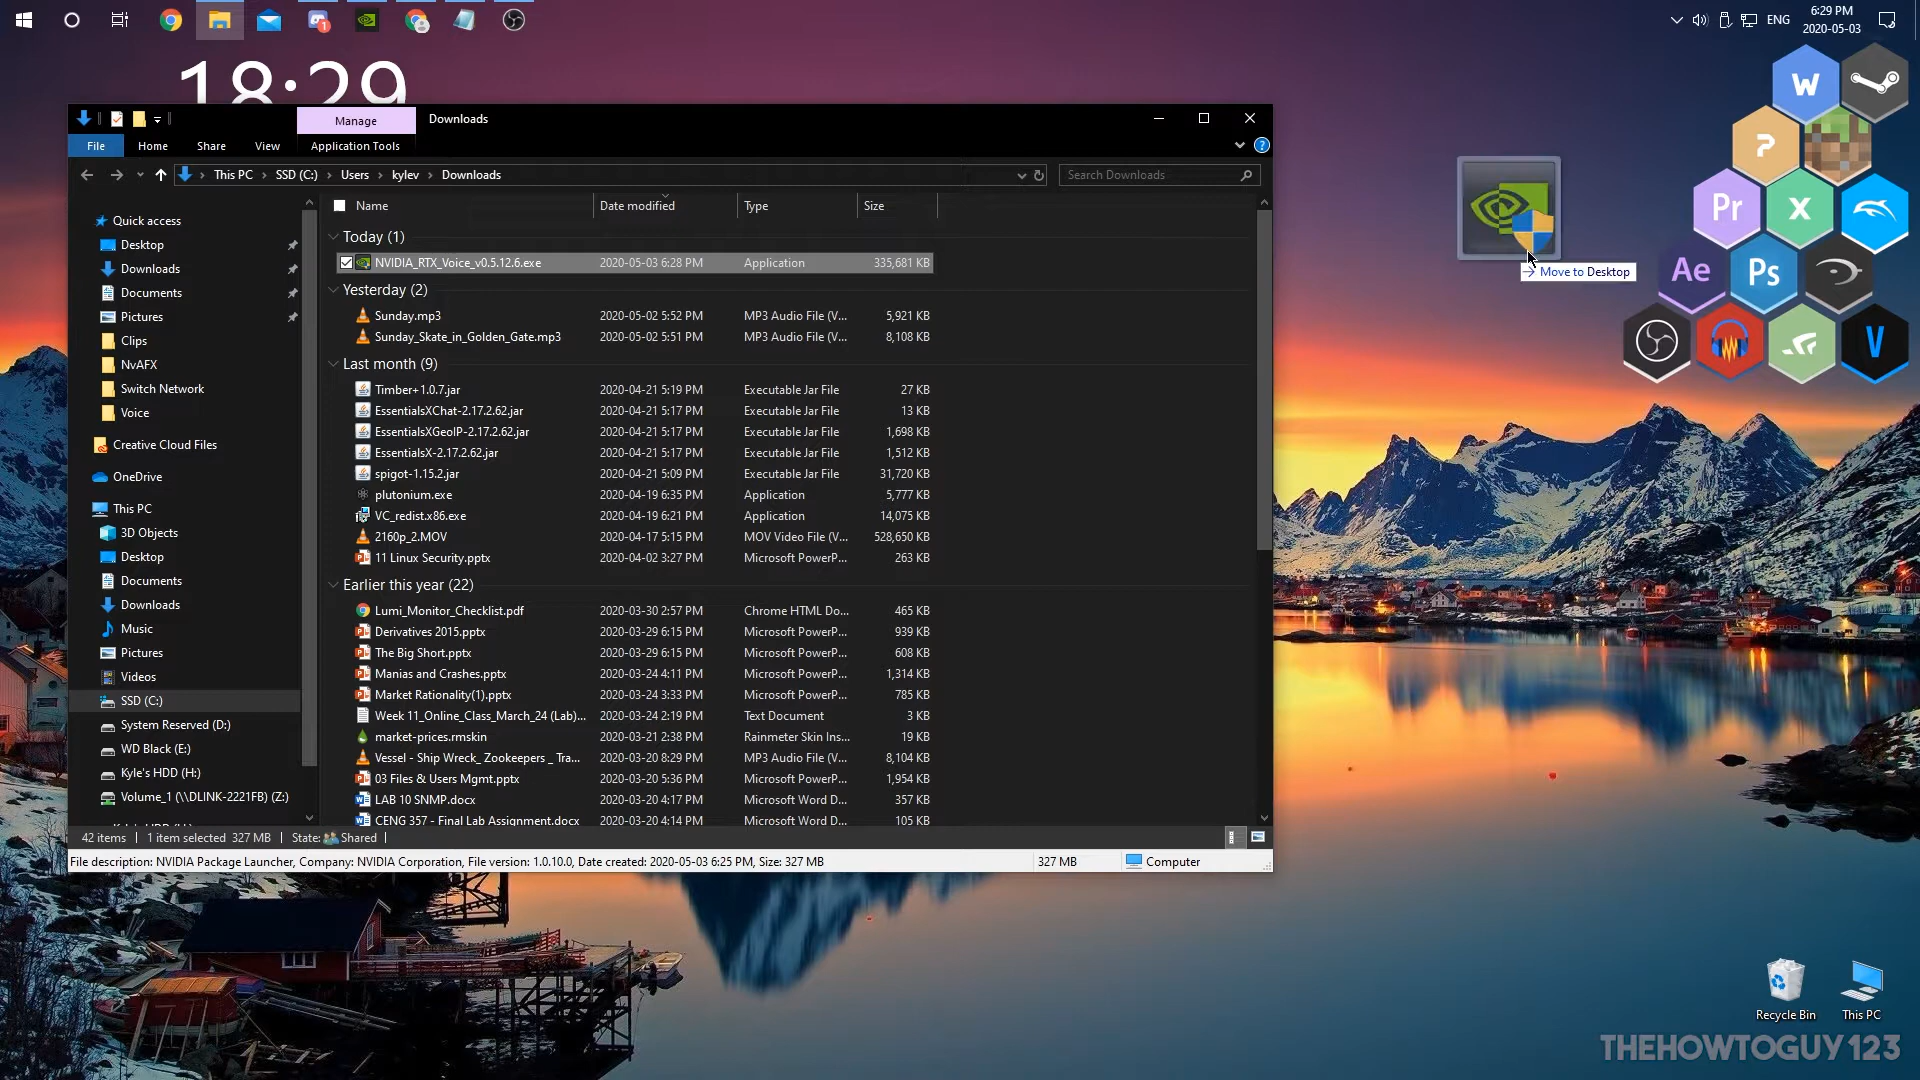 ENG
6:29 PM
2020-05-03
18:29
Manage
Downloads
File
Home
Share
View
Application Tools
This PC
SSD (C:)
Users
kylev
Downloads
Search Downloads
Name
Date modified
Type
Size
Quick access
Desktop
Downloads
Documents
Pictures
Clips
NvAFX
Switch Network
Voice
Creative Cloud Files
OneDrive
This PC
3D Objects
Desktop
Documents
Downloads
Music
Pictures
Videos
SSD (C:)
System Reserved (D:)
WD Black (E:)
Kyle's HDD (H:)
Volume_1 (\\DLINK-2221FB) (Z:)
Today (1)
NVIDIA_RTX_Voice_v0.5.12.6.exe 2020-05-03 6:28 PM Application 335,681 KB
Yesterday (2)
Sunday.mp3 2020-05-02 5:52 PM MP3 Audio File (V... 5,921 KB
Sunday_Skate_in_Golden_Gate.mp3 2020-05-02 5:51 PM MP3 Audio File (V... 8,108 KB
Last month (9)
Timber+1.0.7.jar 2020-04-21 5:19 PM Executable Jar File 27 KB
EssentialsXChat-2.17.2.62.jar 2020-04-21 5:17 PM Executable Jar File 13 KB
EssentialsXGeoIP-2.17.2.62.jar 2020-04-21 5:17 PM Executable Jar File 1,698 KB
EssentialsX-2.17.2.62.jar 2020-04-21 5:17 PM Executable Jar File 1,512 KB
spigot-1.15.2.jar 2020-04-21 5:09 PM Executable Jar File 31,720 KB
plutonium.exe 2020-04-19 6:35 PM Application 5,777 KB
VC_redist.x86.exe 2020-04-19 6:21 PM Application 14,075 KB
2160p_2.MOV 2020-04-17 5:15 PM MOV Video File (V... 528,650 KB
11 Linux Security.pptx 2020-04-02 3:27 PM Microsoft PowerP... 263 KB
Earlier this year (22)
Lumi_Monitor_Checklist.pdf 2020-03-30 2:57 PM Chrome HTML Do... 465 KB
Derivatives 2015.pptx 2020-03-29 6:15 PM Microsoft PowerP... 939 KB
The Big Short.pptx 2020-03-29 6:15 PM Microsoft PowerP... 608 KB
Manias and Crashes.pptx 2020-03-24 4:11 PM Microsoft PowerP... 1,314 KB
Market Rationality(1).pptx 2020-03-24 3:33 PM Microsoft PowerP... 785 KB
Week 11_Online_Class_March_24 (Lab)... 2020-03-24 2:19 PM Text Document 3 KB
market-prices.rmskin 2020-03-21 2:38 PM Rainmeter Skin Ins... 19 KB
Vessel - Ship Wreck_ Zookeepers _ Tra... 2020-03-20 8:29 PM MP3 Audio File (V... 8,104 KB
03 Files & Users Mgmt.pptx 2020-03-20 5:36 PM Microsoft PowerP... 1,954 KB
LAB 10 SNMP.docx 2020-03-20 4:17 PM Microsoft Word D... 357 KB
CENG 357 - Final Lab Assignment.docx 2020-03-20 4:14 PM Microsoft Word D... 105 KB
42 items
1 item selected 327 MB
State: Shared
File description: NVIDIA Package Launcher, Company: NVIDIA Corporation, File version: 1.0.10.0, Date created: 2020-05-03 6:25 PM, Size: 327 MB
327 MB
Computer
W
?
Pr
X
Ae
Ps
V
Move to Desktop
Recycle Bin
This PC
THEHOWTOGUY123